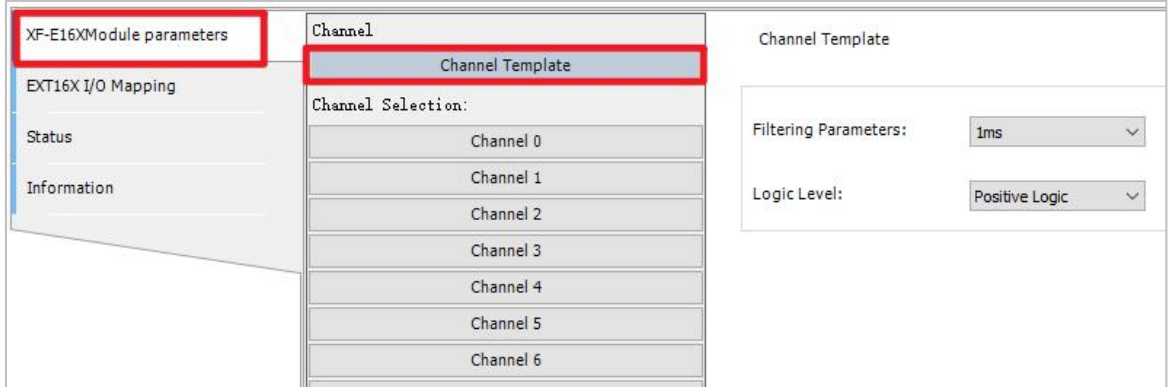 XF-E16XModule parameters
EXT16X I/O Mapping
Status
Information
Channel
Channel Template
Channel Selection:
Channel 0
Channel 1
Channel 2
Channel 3
Channel 4
Channel 5
Channel 6
Channel Template
Filtering Parameters: 1ms
Logic Level: Positive Logic